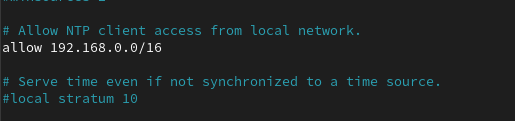 # Allow NTP client access from local network.
allow 192.168.0.0/16
# Serve time even if not synchronized to a time source.
#local stratum 10